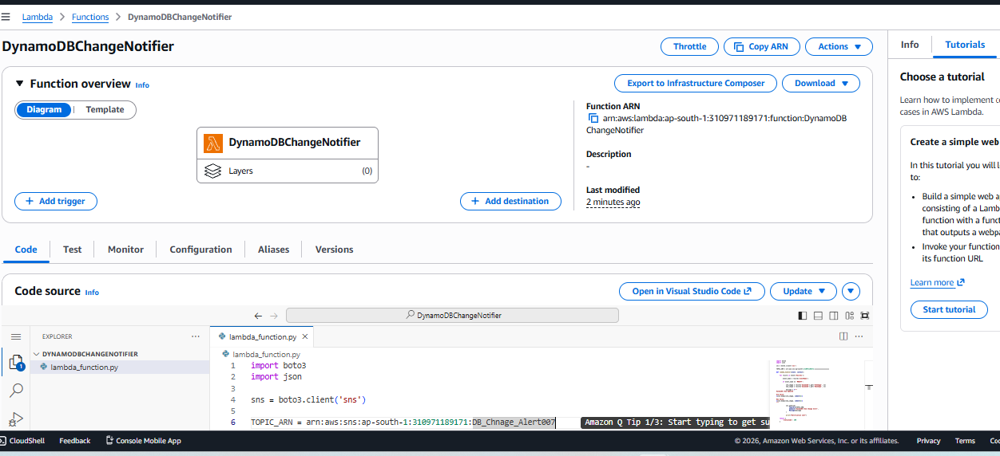 Lambda > Functions > DynamoDBChangeNotifier
DynamoDBChangeNotifier
Throttle
Copy ARN
Actions
Info
Tutorials
Function overview Info
Export to Infrastructure Composer
Download
Diagram
Template
DynamoDBChangeNotifier
Layers
(0)
Add trigger
Add destination
Function ARN
arn:aws:lambda:ap-south-1:310971189171:function:DynamoDB
ChangeNotifier
Description
-
Last modified
2 minutes ago
Choose a tutorial
Learn how to implement
cases in AWS Lambda.
Create a simple web
In this tutorial you will
to:
Build a simple web
consisting of a
function with a
that outputs a
Invoke your function
its function URL
Learn more
Start tutorial
Code
Test
Monitor
Configuration
Aliases
Versions
Code source Info
Open in Visual Studio Code
Update
DynamoDBChangeNotifier
EXPLORER
DYNAMODBCHANGENOTIFIER
lambda_function.py
1
lambda_function.py
lambda_function.py
1 import boto3
2 import json
3
4 sns = boto3.client('sns')
5
6 TOPIC_ARN = arn:aws:sns:ap-south-1:310971189171:DB_Chnage_Alert007
Amazon Q Tip 1/3: Start typing to get
CloudShell
Feedback
Console Mobile App
© 2026, Amazon Web Services, Inc. or its affiliates.
Privacy
Terms